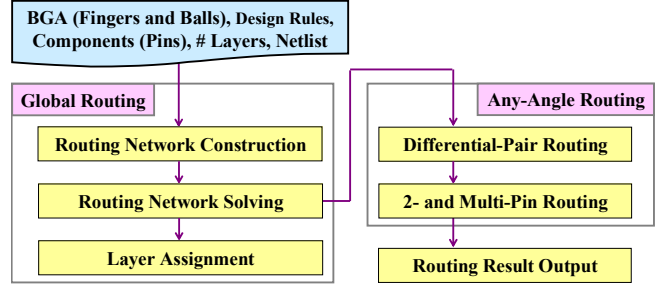 BGA (Fingers and Balls), Design Rules,
Components (Pins), # Layers, Netlist
Global Routing
Routing Network Construction
Routing Network Solving
Layer Assignment
Any-Angle Routing
Differential-Pair Routing
2- and Multi-Pin Routing
Routing Result Output